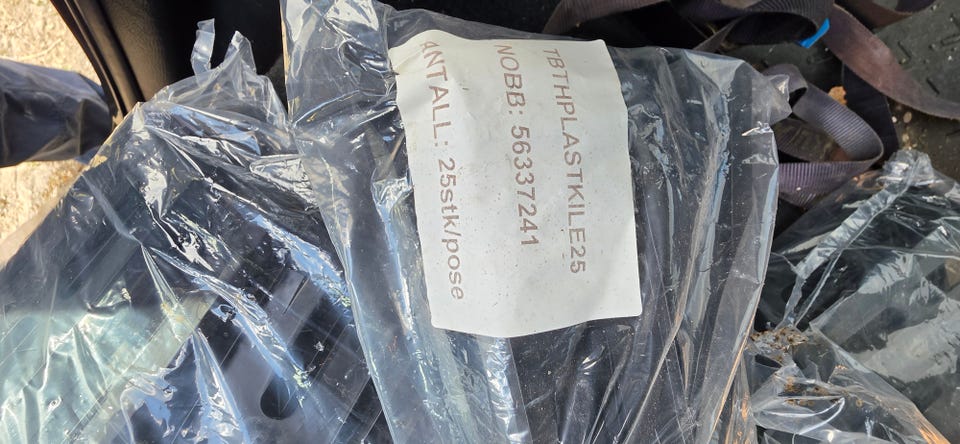 TBTHPLASTKILE25
NOBB: 56337241
ANTALL: 25stk/pose